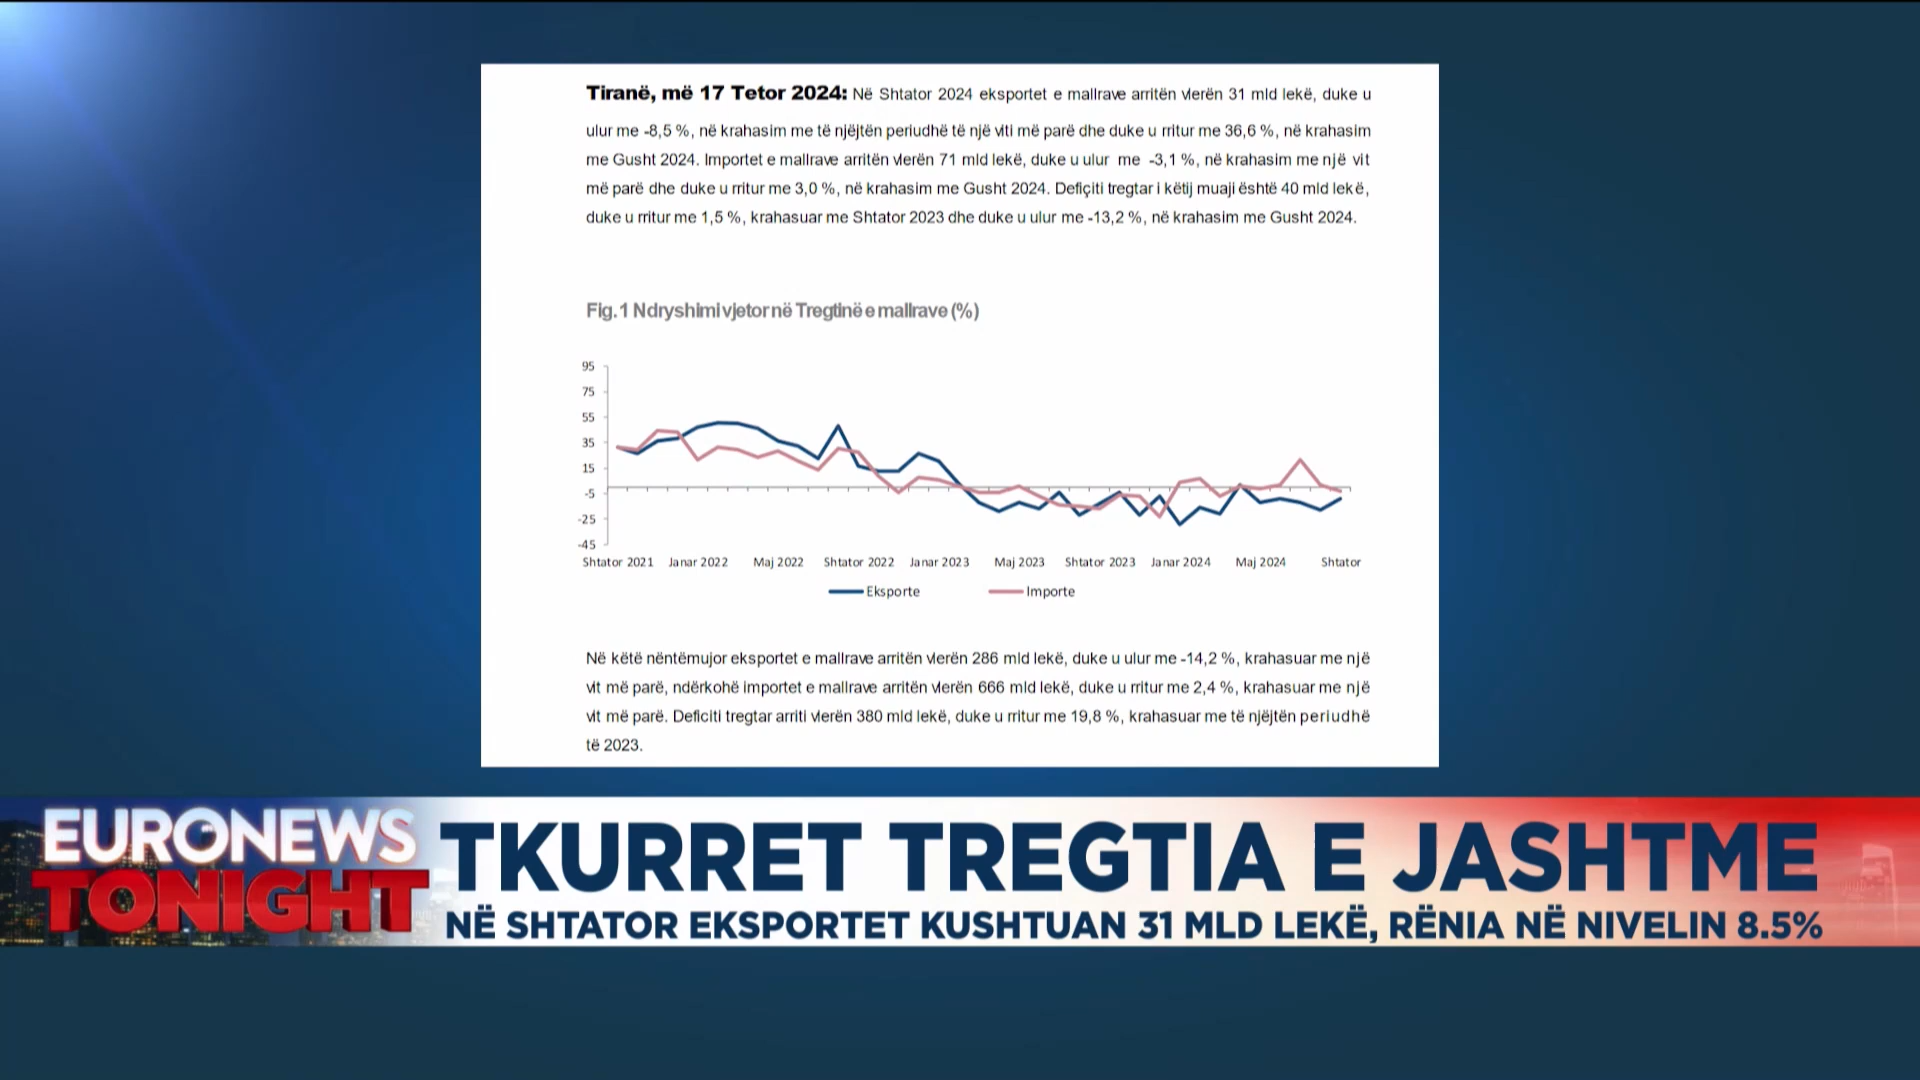 Tiranë, më 17 Tetor 2024: Në Shtator 2024 eksportet e mallrave arritën vlerën 31 mld lekë, duke u
ulur me -8,5 %, në krahasim me të njëjtën periudhë të një viti më parë dhe duke u rritur me 36,6 %, në krahasim
me Gusht 2024. Importet e mallrave arritën vlerën 71 mld lekë, duke u ulur me -3,1 %, në krahasim me një vit
më parë dhe duke u rritur me 3,0 %, në krahasim me Gusht 2024. Defiçiti tregtar i këtij muaji është 40 mld lekë,
duke u rritur me 1,5 %, krahasuar me Shtator 2023 dhe duke u ulur me -13,2 %, në krahasim me Gusht 2024.
Fig. 1 Ndryshimi vjetor në Tregtinë e mallrave (%)
95
75
55
35
15
-5
-25
-45
Shtator 2021 Janar 2022 Maj 2022 Shtator 2022 Janar 2023 Maj 2023 Shtator 2023 Janar 2024 Maj 2024 Shtator
Eksporte Importe
Në këtë nëntëmujor eksportet e mallrave arritën vlerën 286 mld lekë, duke u ulur me -14,2 %, krahasuar me një
vit më parë, ndërkohë importet e mallrave arritën vlerën 666 mld lekë, duke u rritur me 2,4 %, krahasuar me një
vit më parë. Deficiti tregtar arriti vlerën 380 mld lekë, duke u rritur me 19,8 %, krahasuar me të njëjtën periudhë
të 2023.
EURONEWS
TONIGHT
TKURRET TREGTIA E JASHTME
NË SHTATOR EKSPORTET KUSHTUAN 31 MLD LEKË, RËNIA NË NIVELIN 8.5%